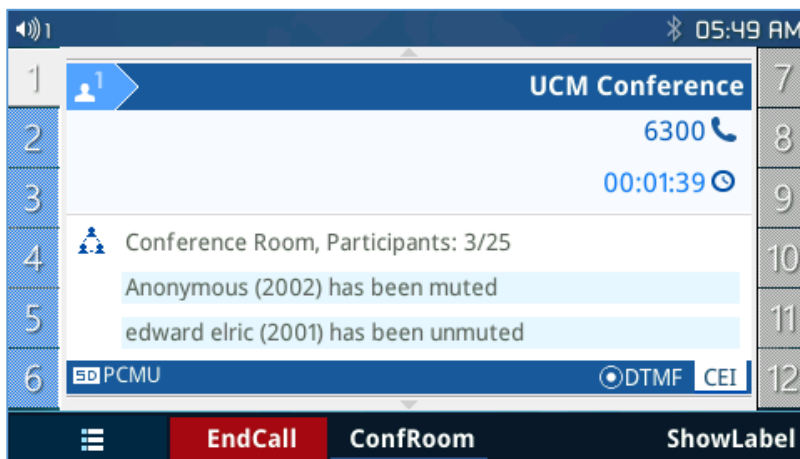 1 05:49 AM
1 1 UCM Conference 7
2 6300 8
3 00:01:39 9
4 Conference Room, Participants: 3/25 10
Anonymous (2002) has been muted
5 edward elric (2001) has been unmuted 11
6 SD PCMU DTMF CEI 12
EndCall ConfRoom ShowLabel